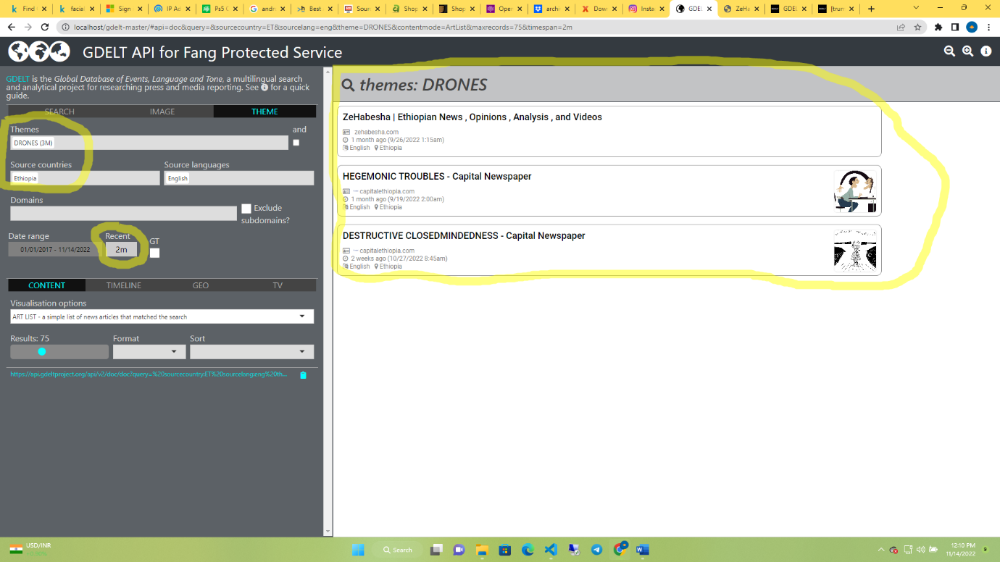 Find
facial
Sign
IP Ad
Ps5 C
andr
Best
Sour
Shop
Shop
Oper
archi
Dow
Insta
GDEL
ZeHa
GDEL
[trum
localhost/gdelt-master/#api=doc&query=&sourcecountry=ET&sourcelang=eng&theme=DRONES&contentmode=ArtList&maxrecords=75&timespan=2m
GDELT API for Fang Protected Service
GDELT is the Global Database of Events, Language and Tone, a multilingual search
and analytical project for researching press and media reporting. See for a quick
guide.
SEARCH IMAGE THEME
Themes and
DRONES (3M)
Source countries Source languages
Ethiopia English
Domains
Exclude
subdomains?
Date range Recent GT
01/01/2017 - 11/14/2022 2m
CONTENT TIMELINE GEO TV
Visualisation options
ART LIST - a simple list of news articles that matched the search
Results: 75 Format Sort
https://api.gdeltproject.org/api/v2/doc/doc?query=%20sourcecountry:ET%20sourcelang:eng%20th...
themes: DRONES
ZeHabesha | Ethiopian News , Opinions , Analysis , and Videos
zehabesha.com
1 month ago (9/26/2022 1:15am)
English Ethiopia
HEGEMONIC TROUBLES - Capital Newspaper
capitalethiopia.com
1 month ago (9/19/2022 2:00am)
English Ethiopia
DESTRUCTIVE CLOSEDMINDEDNESS - Capital Newspaper
capitalethiopia.com
2 weeks ago (10/27/2022 8:45am)
English Ethiopia
USD/INR
+0.00%
Search
12:10 PM
11/14/2022
3